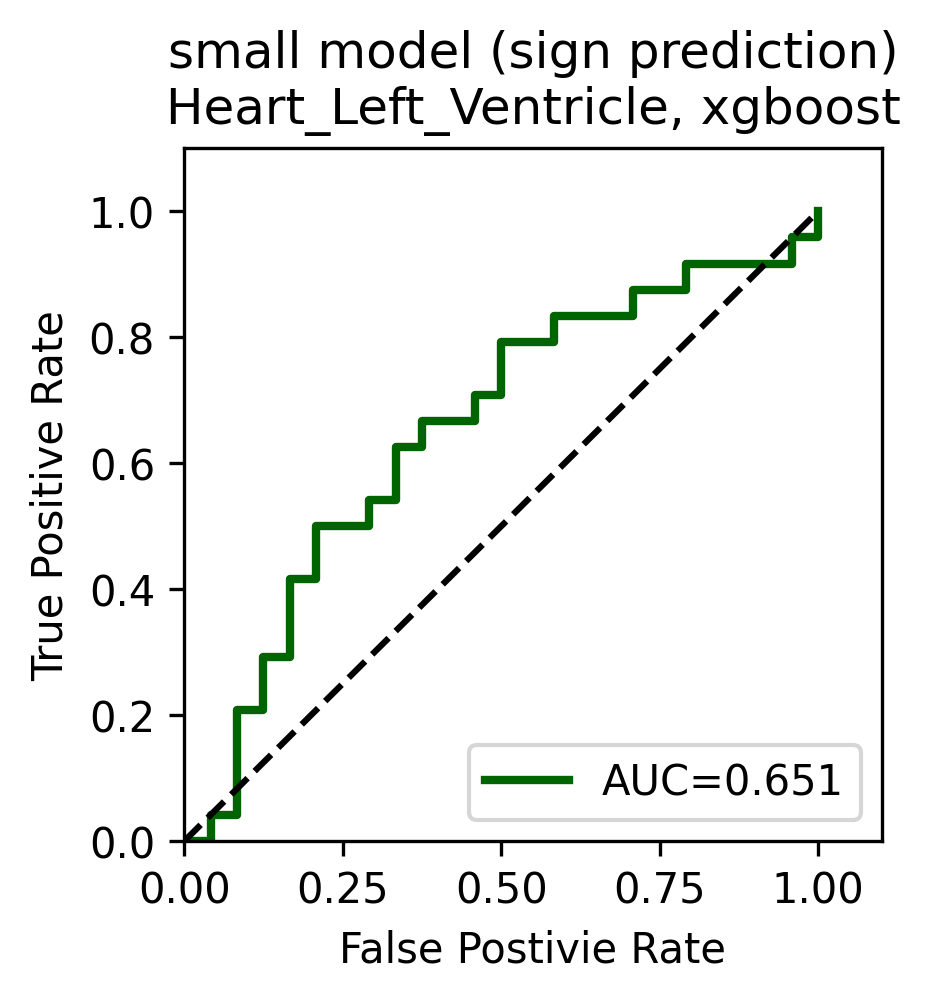 small model (sign prediction)
Heart_Left_Ventricle, xgboost
True Positive Rate
1.0
0.8
0.6
0.4
0.2
0.0
AUC=0.651
0.00 0.25 0.50 0.75 1.00
False Postivie Rate